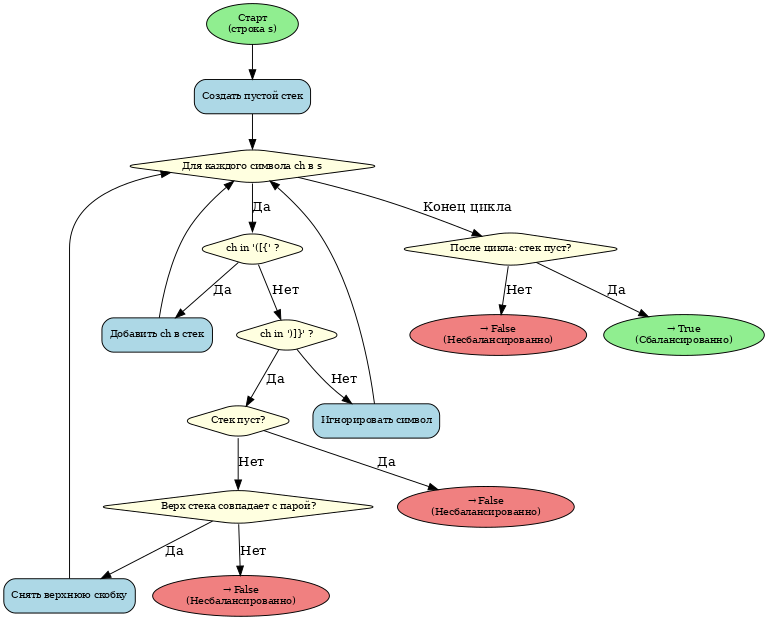 Старт
(строка s)
Создать пустой стек
Для каждого символа ch в s
Да
Конец цикла
ch in '([{' ?
После цикла: стек пуст?
Да
Нет
Нет
Да
Добавить ch в стек
ch in ')]}' ?
→ False
(Несбалансированно)
→ True
(Сбалансированно)
Да
Нет
Стек пуст?
Игнорировать символ
Нет
Да
Верх стека совпадает с парой?
→ False
(Несбалансированно)
Да
Нет
Снять верхнюю скобку
→ False
(Несбалансированно)